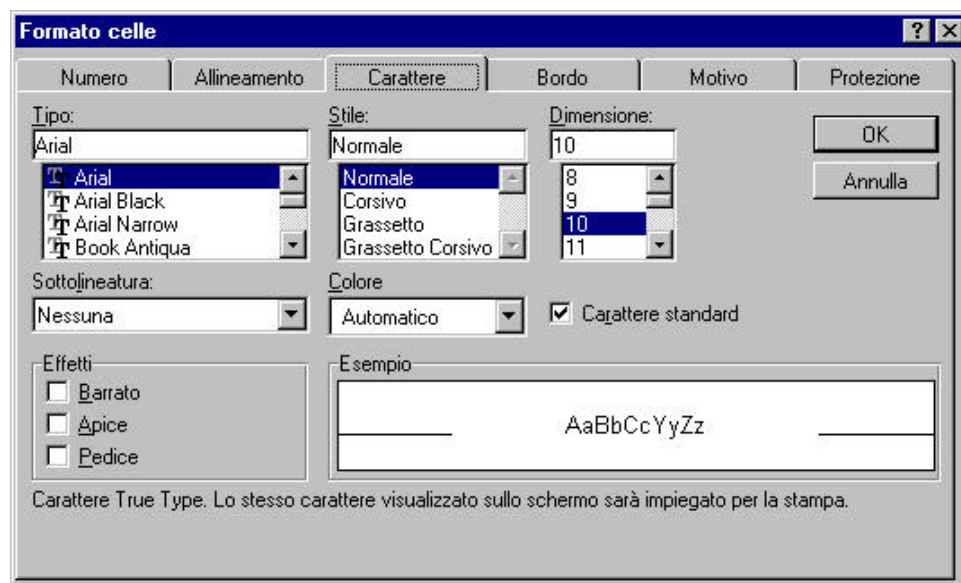 Formato celle
Numero Allineamento Carattere Bordo Motivo Protezione
Tipo: Stile: Dimensione:
Arial Normale 10 OK
Arial Normale 8
Arial Black Corsivo 9 Annulla
Arial Narrow Grassetto 10
Book Antiqua Grassetto Corsivo 11
Sottolineatura: Colore
Nessuna Automatico Carattere standard
Effetti Esempio
Barrato
Apice AaBbCcYyZz
Pedice
Carattere True Type. Lo stesso carattere visualizzato sullo schermo sarà impiegato per la stampa.